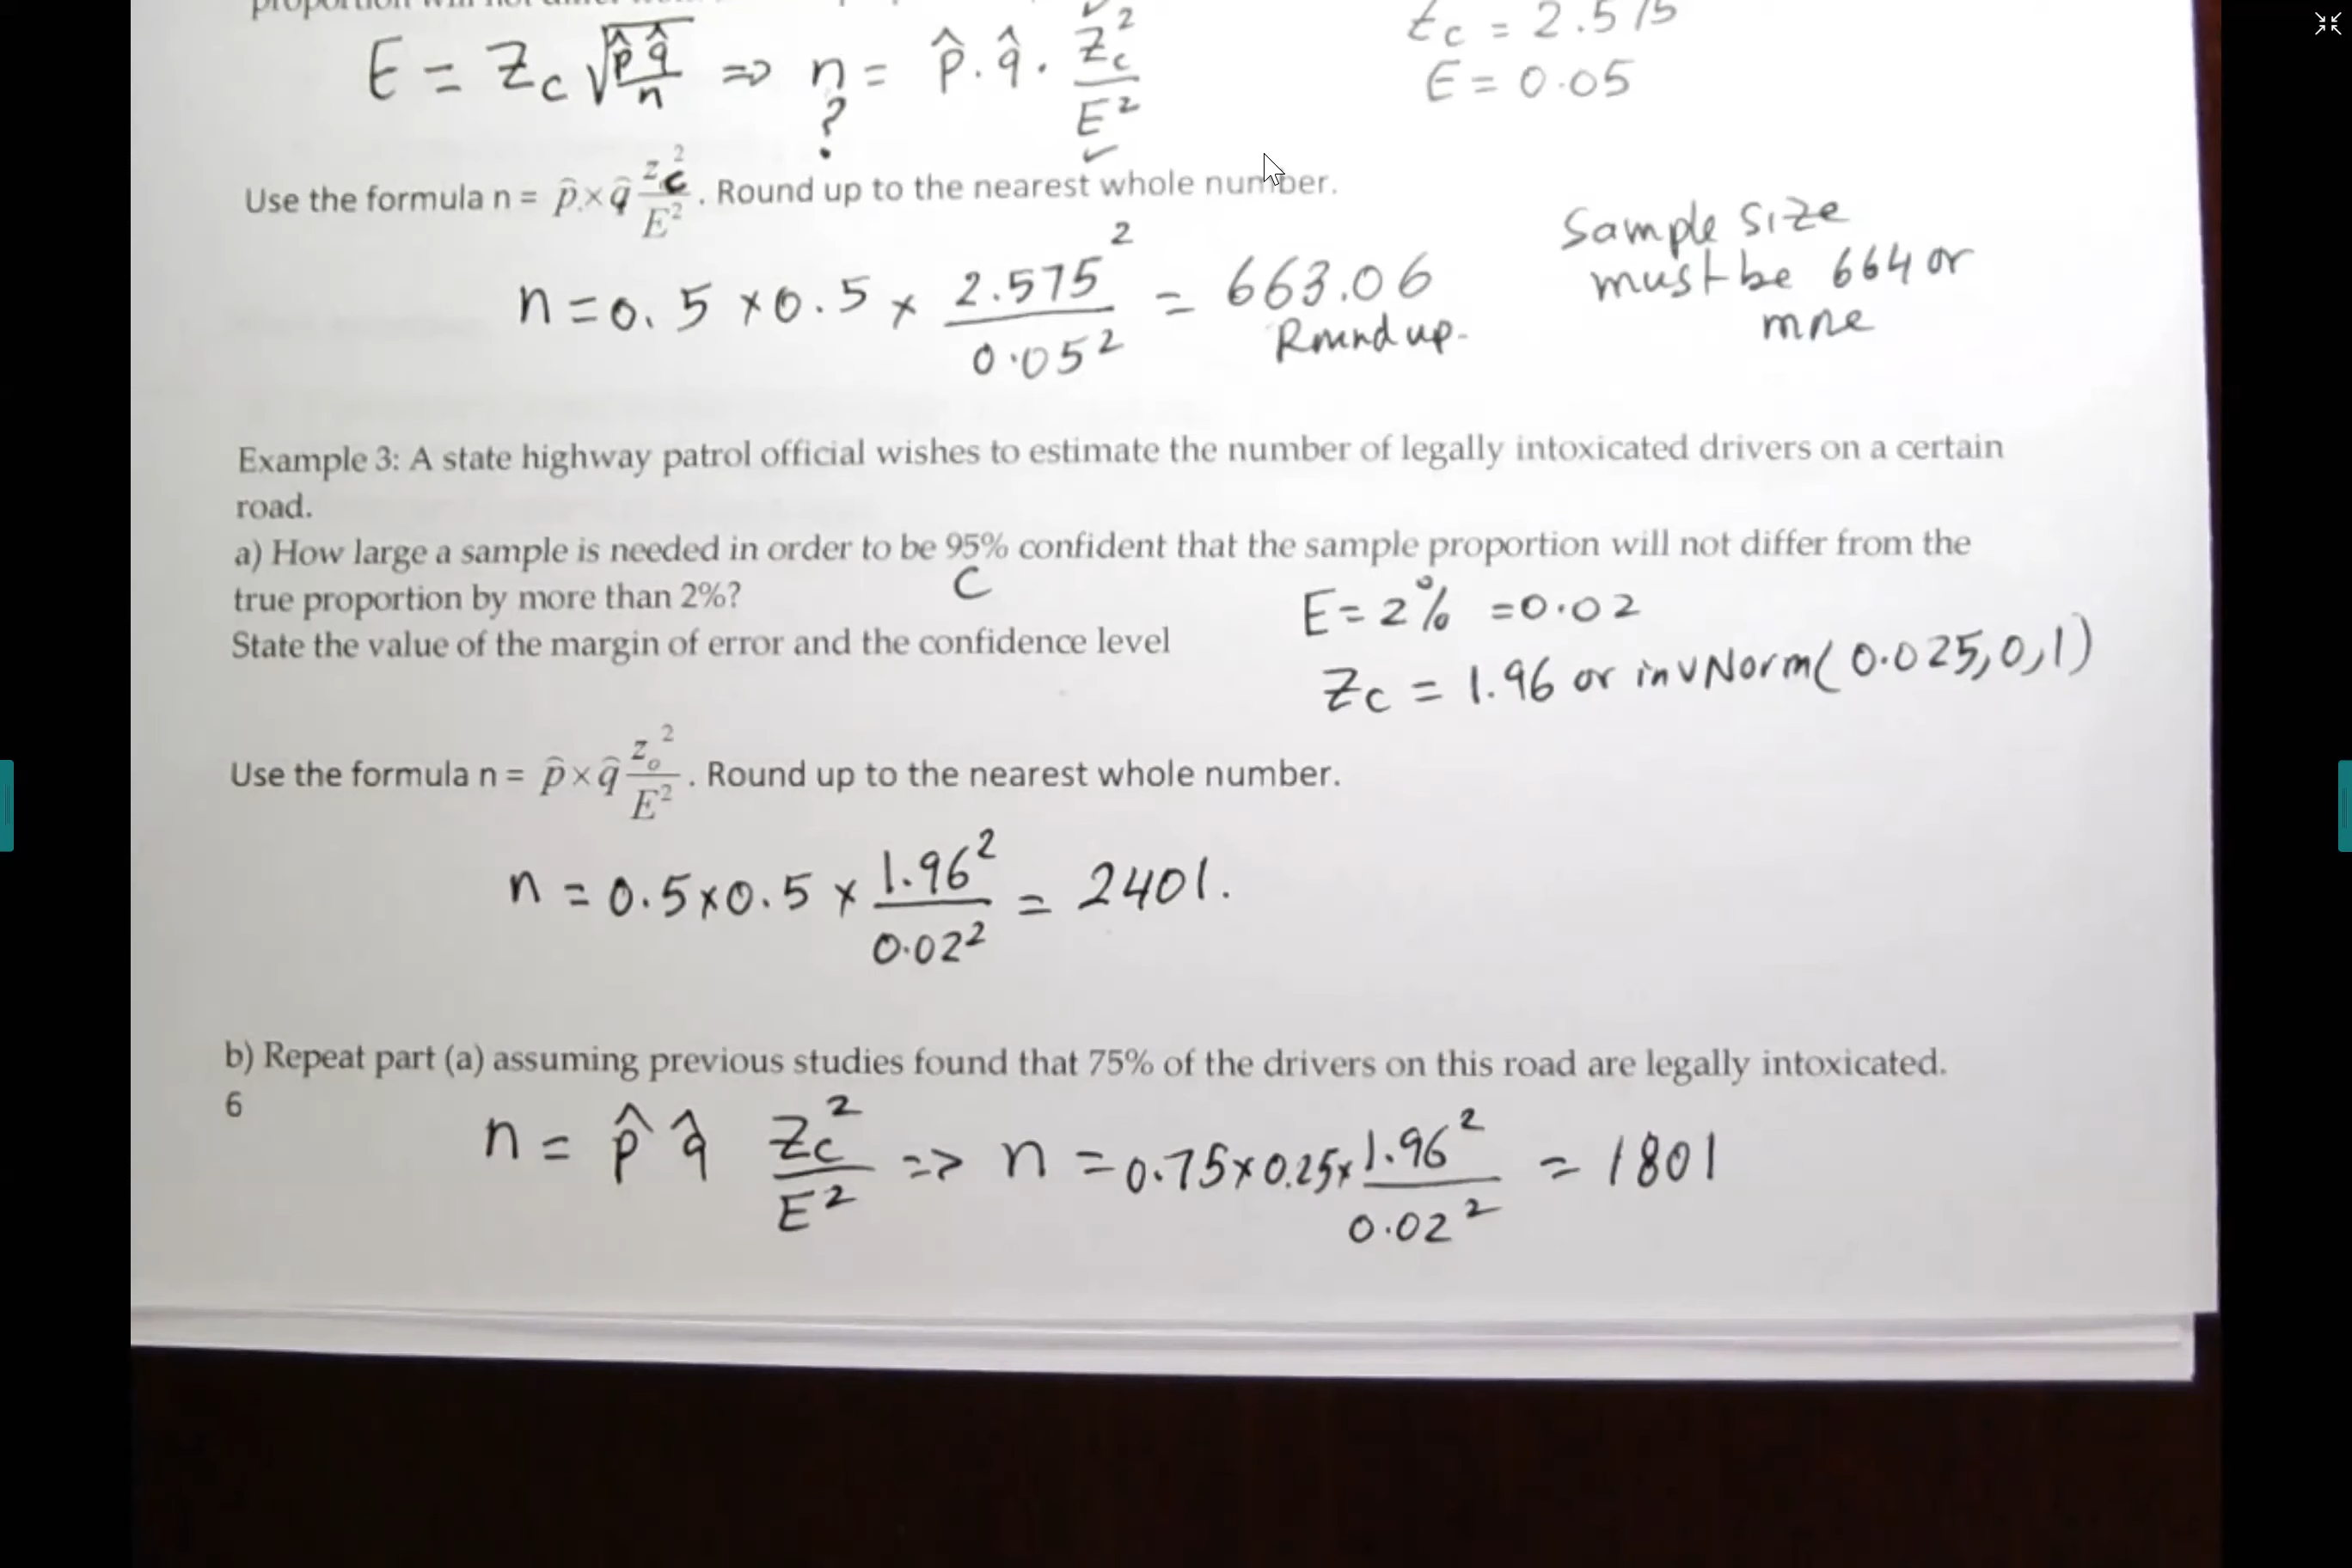 proportion will not differ
E = Zc √(p̂ q̂ / n) => n = p̂ . q̂ . Zc² / E²
?
Zc = 2.575
E = 0.05
Use the formula n = p̂ × q̂ zc² / E² . Round up to the nearest whole number.
n = 0.5 × 0.5 × 2.575² / 0.05² = 663.06
Round up.
Sample size
must be 664 or
more
Example 3: A state highway patrol official wishes to estimate the number of legally intoxicated drivers on a certain
road.
a) How large a sample is needed in order to be 95% confident that the sample proportion will not differ from the
true proportion by more than 2%?
C
State the value of the margin of error and the confidence level
E = 2% = 0.02
Zc = 1.96 or invNorm(0.025,0,1)
Use the formula n = p̂ × q̂ zo² / E² . Round up to the nearest whole number.
n = 0.5 × 0.5 × 1.96² / 0.02² = 2401.
b) Repeat part (a) assuming previous studies found that 75% of the drivers on this road are legally intoxicated.
6
n = p̂ q̂ Zc² / E² => n = 0.75 × 0.25 × 1.96² / 0.02² = 1801